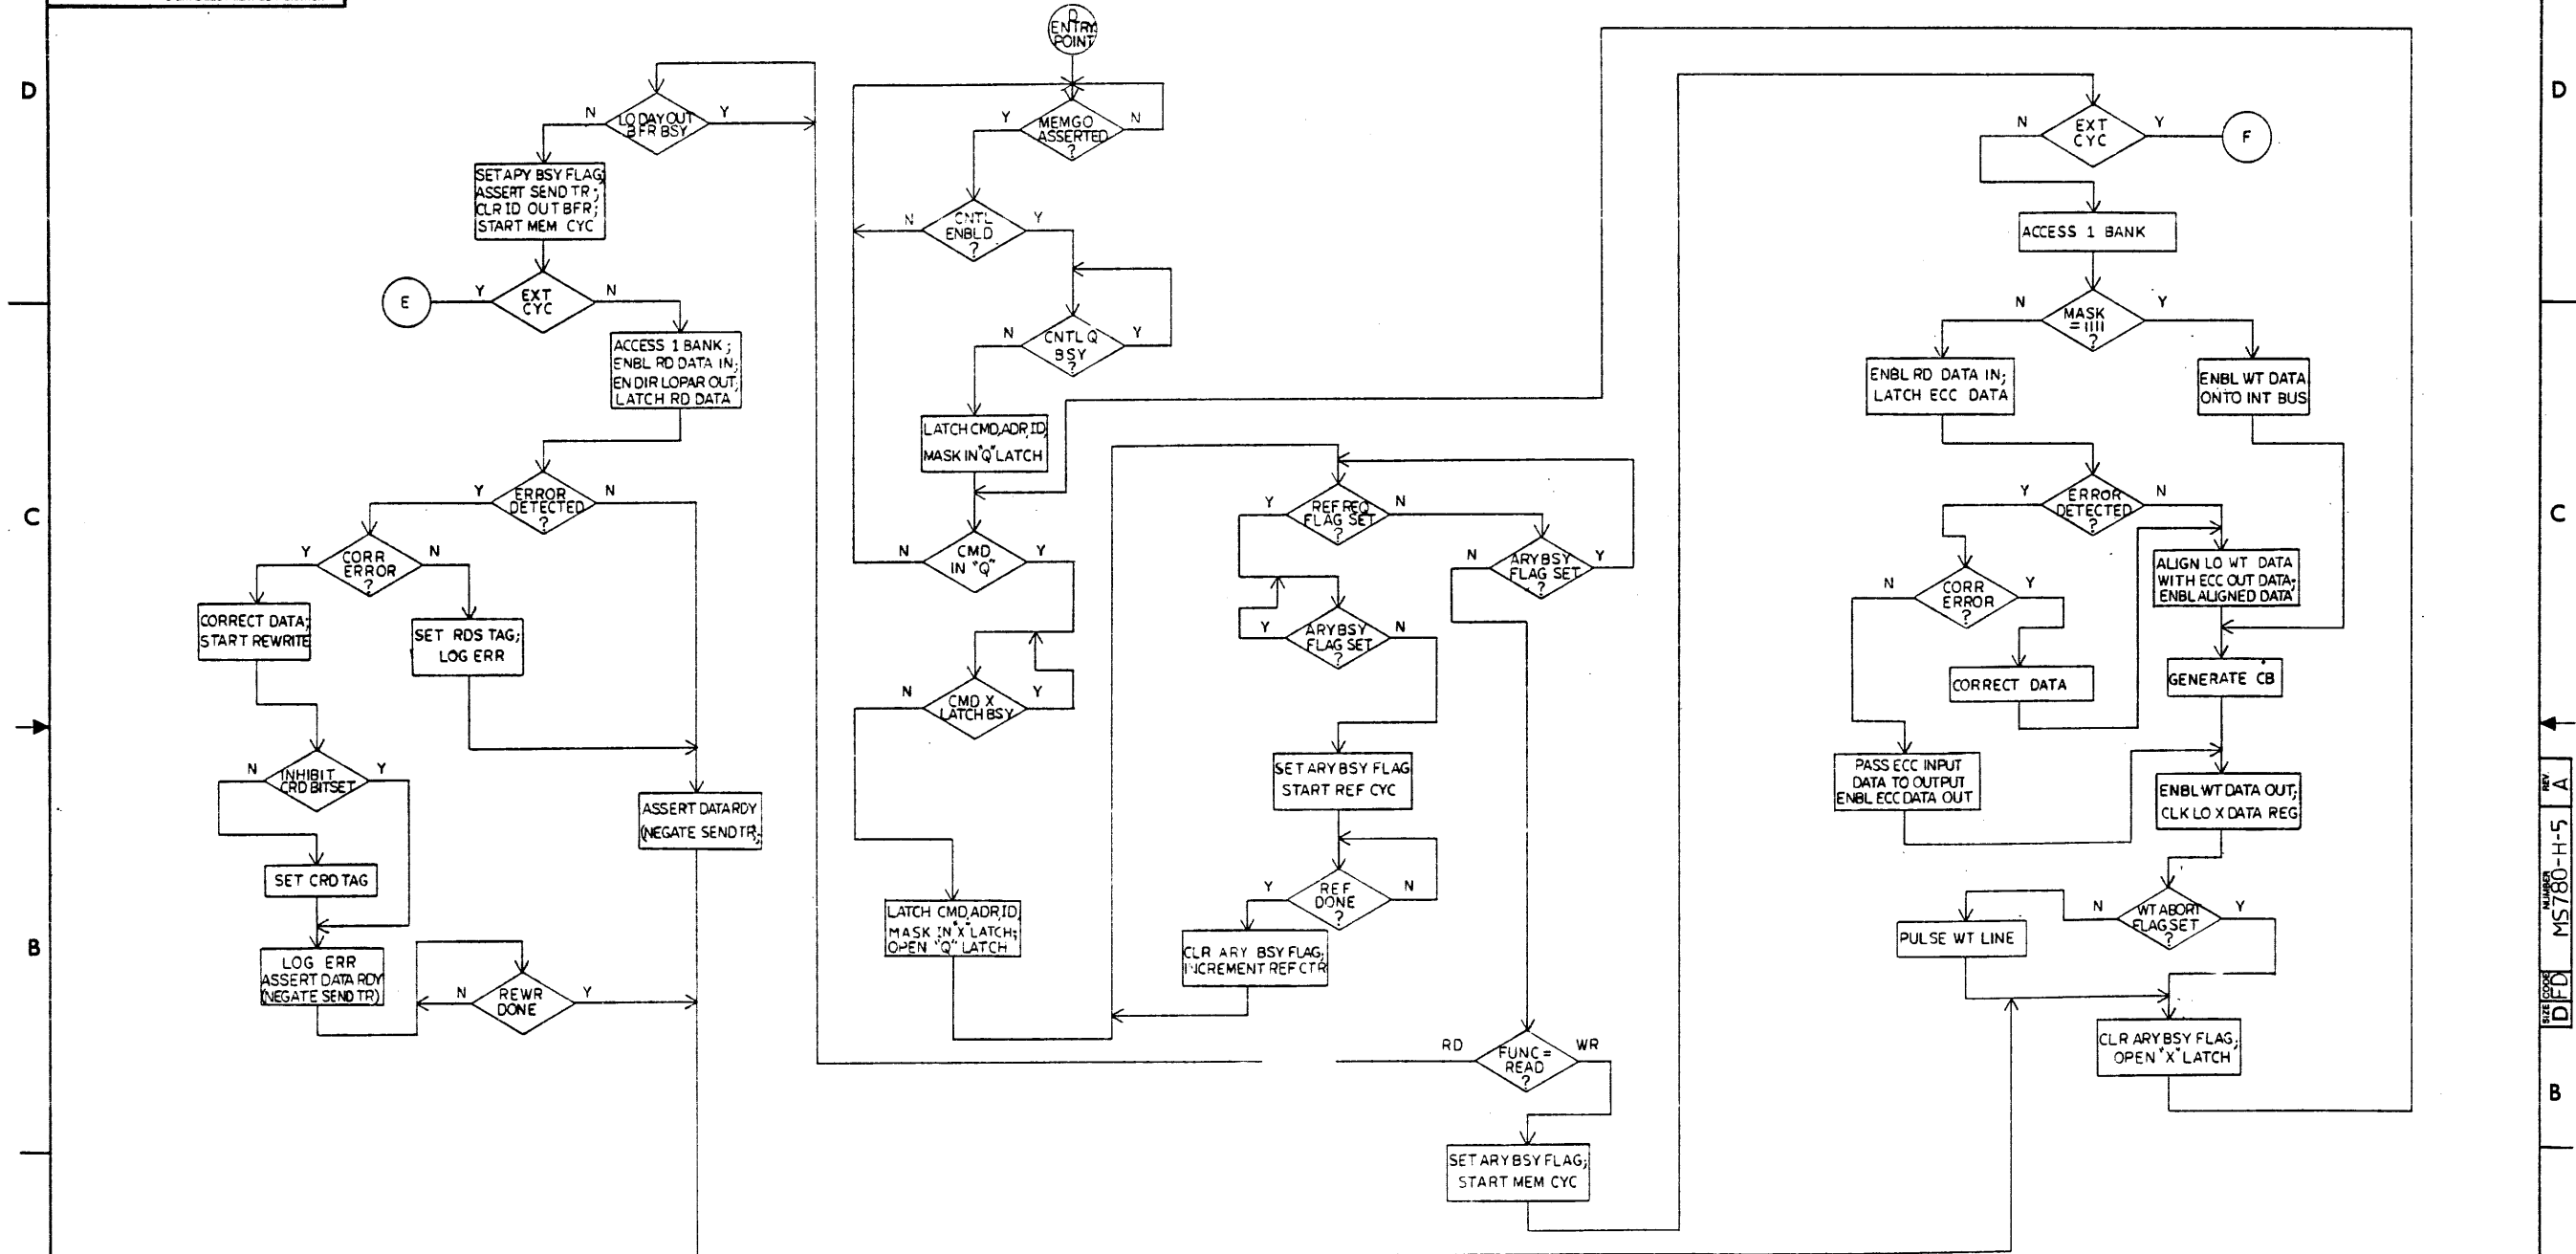 D
ENTRY
POINT
D
D
LO DAYOUT
BFR BSY
N
Y
SET APY BSY FLAG;
ASSERT SEND TR;
CLR ID OUT BFR;
START MEM CYC
E
Y
EXT
CYC
N
ACCESS 1 BANK;
ENBL RD DATA IN;
EN DIR LOPAR OUT;
LATCH RD DATA
Y
ERROR
DETECTED
?
N
Y
CORR
ERROR
?
N
CORRECT DATA;
START REWRITE
SET RDS TAG;
LOG ERR
N
INHIBIT
CRD BIT SET
Y
SET CRD TAG
LOG ERR
ASSERT DATA RDY
(NEGATE SEND TR)
N
REWR
DONE
Y
ASSERT DATA RDY
(NEGATE SEND TR;
Y
MEMGO
ASSERTED
?
N
N
CNTL
ENBLD
?
Y
N
CNTL Q
BSY
?
Y
LATCH CMD,ADR,ID,
MASK IN "Q" LATCH
N
CMD
IN "Q"
Y
N
CMD X
LATCH BSY
Y
LATCH CMD,ADR,ID,
MASK IN "X" LATCH;
OPEN "Q" LATCH
Y
REF REQ
FLAG SET
?
N
N
ARY BSY
FLAG SET
?
Y
Y
ARY BSY
FLAG SET
?
N
SET ARY BSY FLAG
START REF CYC
Y
REF
DONE
?
N
CLR ARY BSY FLAG;
INCREMENT REF CTR
RD
FUNC =
READ
?
WR
SET ARY BSY FLAG;
START MEM CYC
N
EXT
CYC
Y
F
ACCESS 1 BANK
N
MASK
= 1111
?
Y
ENBL RD DATA IN;
LATCH ECC DATA
ENBL WT DATA
ONTO INT BUS
Y
ERROR
DETECTED
?
N
N
CORR
ERROR
?
Y
ALIGN LO WT DATA
WITH ECC OUT DATA;
ENBL ALIGNED DATA
CORRECT DATA
GENERATE CB
PASS ECC INPUT
DATA TO OUTPUT
ENBL ECC DATA OUT
ENBL WT DATA OUT;
CLK LO X DATA REG
N
WT ABORT
FLAG SET
?
Y
PULSE WT LINE
CLR ARY BSY FLAG;
OPEN "X" LATCH
C
C
B
B
SIZE
D
CODE
FD
NUMBER
MS780-H-5
REV.
A